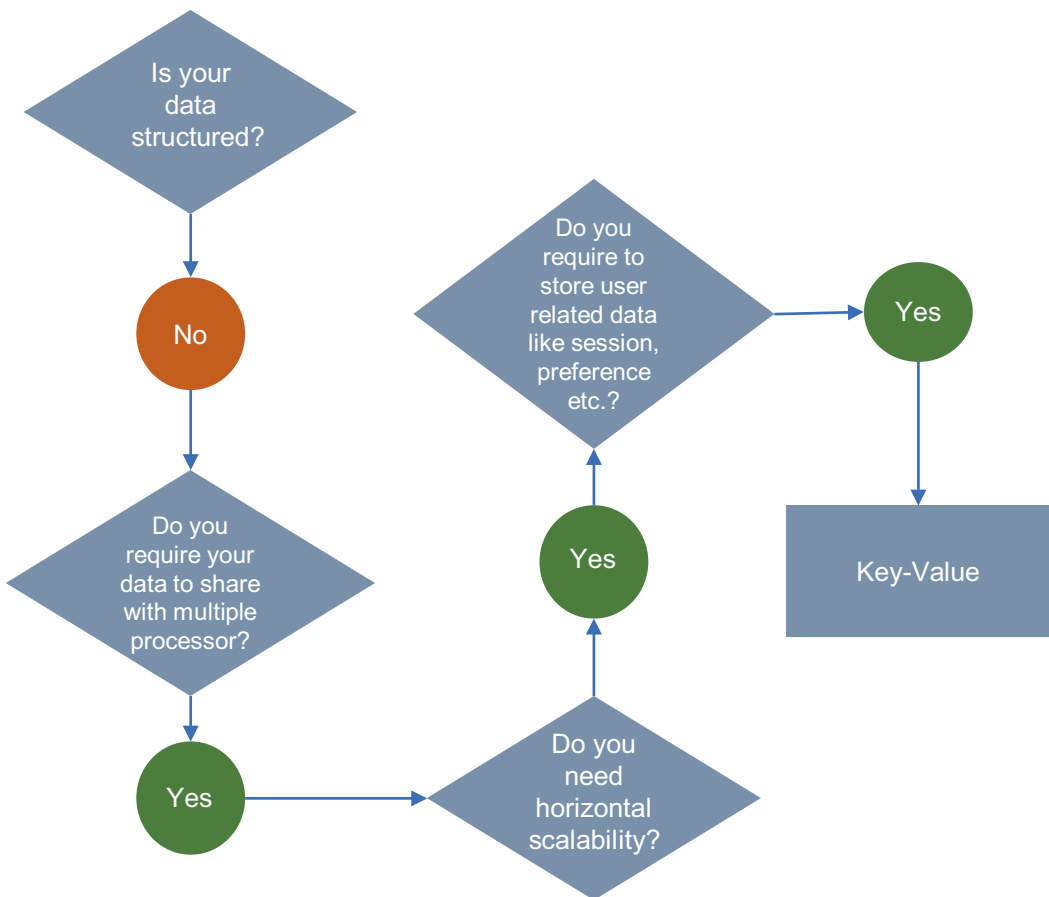 Is your
data
structured?
No
Do you
require your
data to share
with multiple
processor?
Yes
Do you
need
horizontal
scalability?
Yes
Do you
require to
store user
related data
like session,
preference
etc.?
Yes
Key-Value